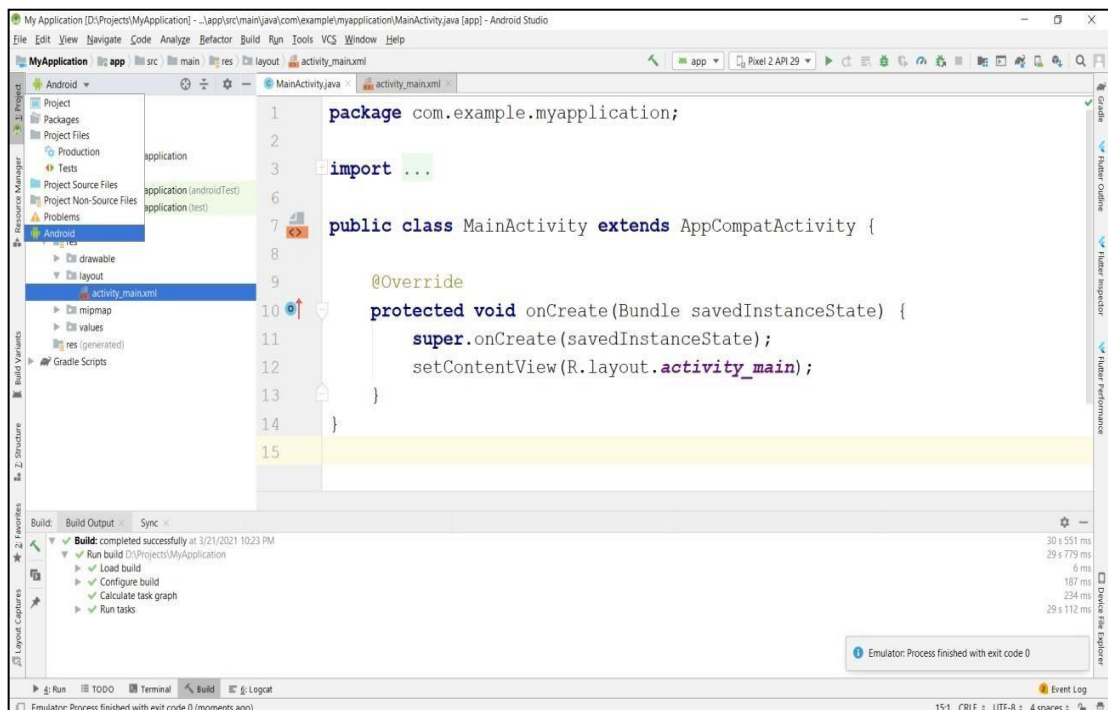 My Application [D:\Projects\MyApplication] - ...\app\src\main\java\com\example\myapplication\MainActivity.java [app] - Android Studio
File Edit View Navigate Code Analyze Refactor Build Run Tools VCS Window Help
MyApplication app src main java res layout activity_main.xml app Pixel 2 API 29
Android
MainActivity.java activity_main.xml
Project
Packages
Project Files
Production
Tests
Project Source Files
Project Non-Source Files
Problems
Android
application
application (androidTest)
application (test)
res
drawable
layout
activity_main.xml
mipmap
values
res (generated)
Gradle Scripts
1 package com.example.myapplication;
2
3 import ...
6
7 public class MainActivity extends AppCompatActivity {
8
9 @Override
10 protected void onCreate(Bundle savedInstanceState) {
11 super.onCreate(savedInstanceState);
12 setContentView(R.layout.activity_main);
13 }
14 }
15
1: Project
Resource Manager
Build Variants
7: Structure
2: Favorites
Layout Captures
Gradle
Flutter Outline
Flutter Inspector
Flutter Performance
Device File Explorer
Build: Build Output Sync
Build: completed successfully at 3/21/2021 10:23 PM 30 s 551 ms
Run build D:\Projects\MyApplication 29 s 779 ms
Load build 6 ms
Configure build 187 ms
Calculate task graph 234 ms
Run tasks 29 s 112 ms
Emulator: Process finished with exit code 0
4: Run TODO Terminal Build 6: Logcat 2 Event Log
Emulator: Process finished with exit code 0 (moments ago) 15:1 CRLF UTF-8 4 spaces